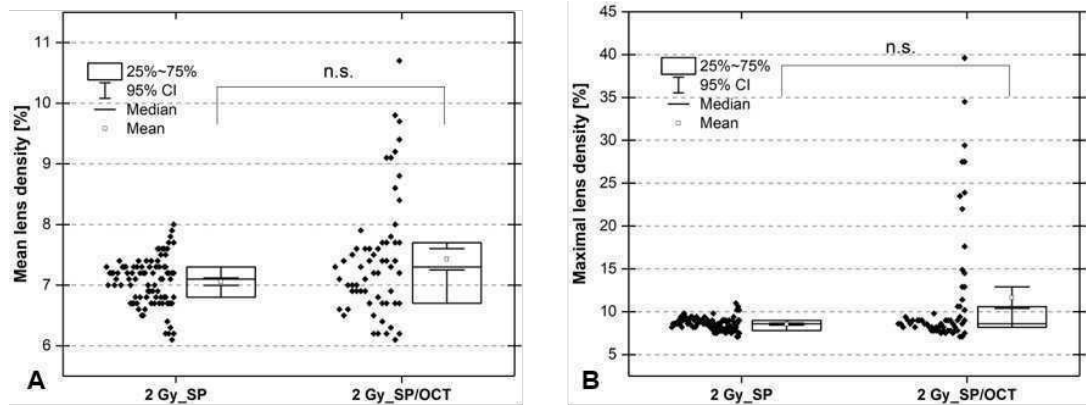 11
10
9
8
7
6
Mean lens density [%]
25%~75%
95% CI
Median
Mean
n.s.
A
2 Gy_SP
2 Gy_SP/OCT
45
40
35
30
25
20
15
10
5
Maximal lens density [%]
25%~75%
95% CI
Median
Mean
n.s.
B
2 Gy_SP
2 Gy_SP/OCT